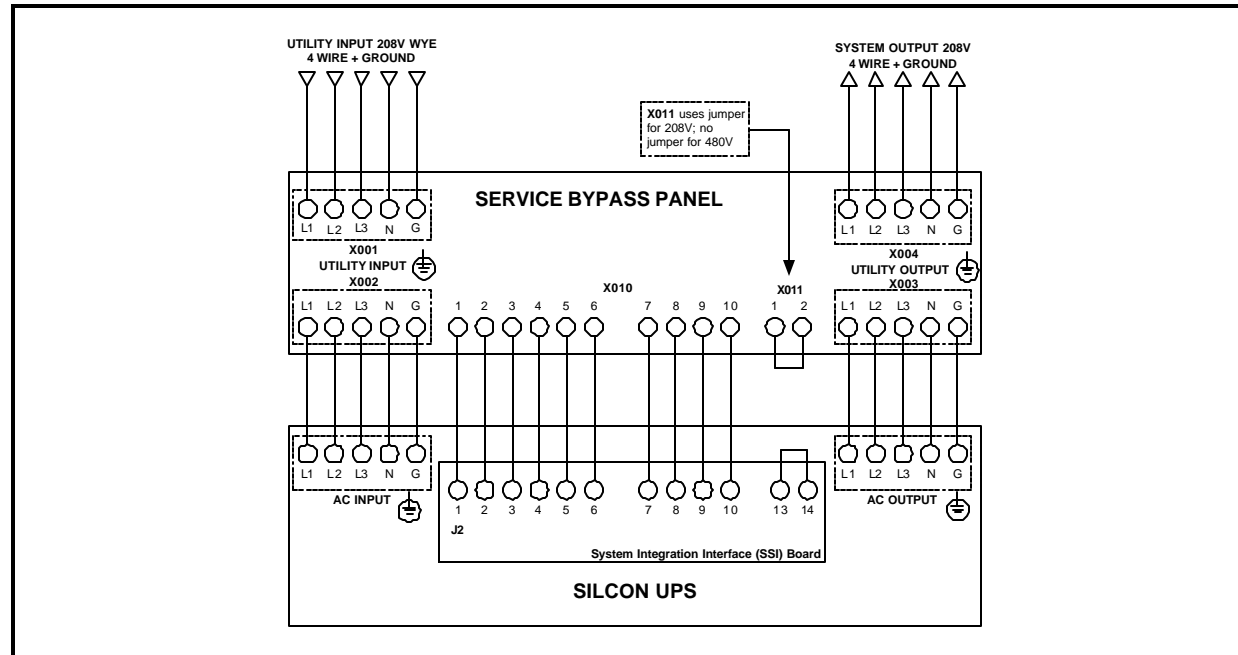 UTILITY INPUT 208V WYE
4 WIRE + GROUND
SYSTEM OUTPUT 208V
4 WIRE + GROUND
X011 uses jumper
for 208V; no
jumper for 480V
SERVICE BYPASS PANEL
L1 L2 L3 N G
X001
UTILITY INPUT
X002
L1 L2 L3 N G
X010
1 2 3 4 5 6 7 8 9 10
X011
1 2
L1 L2 L3 N G
X004
UTILITY OUTPUT
X003
L1 L2 L3 N G
L1 L2 L3 N G
AC INPUT
1 2 3 4 5 6 7 8 9 10 13 14
J2
System Integration Interface (SSI) Board
L1 L2 L3 N G
AC OUTPUT
SILCON UPS